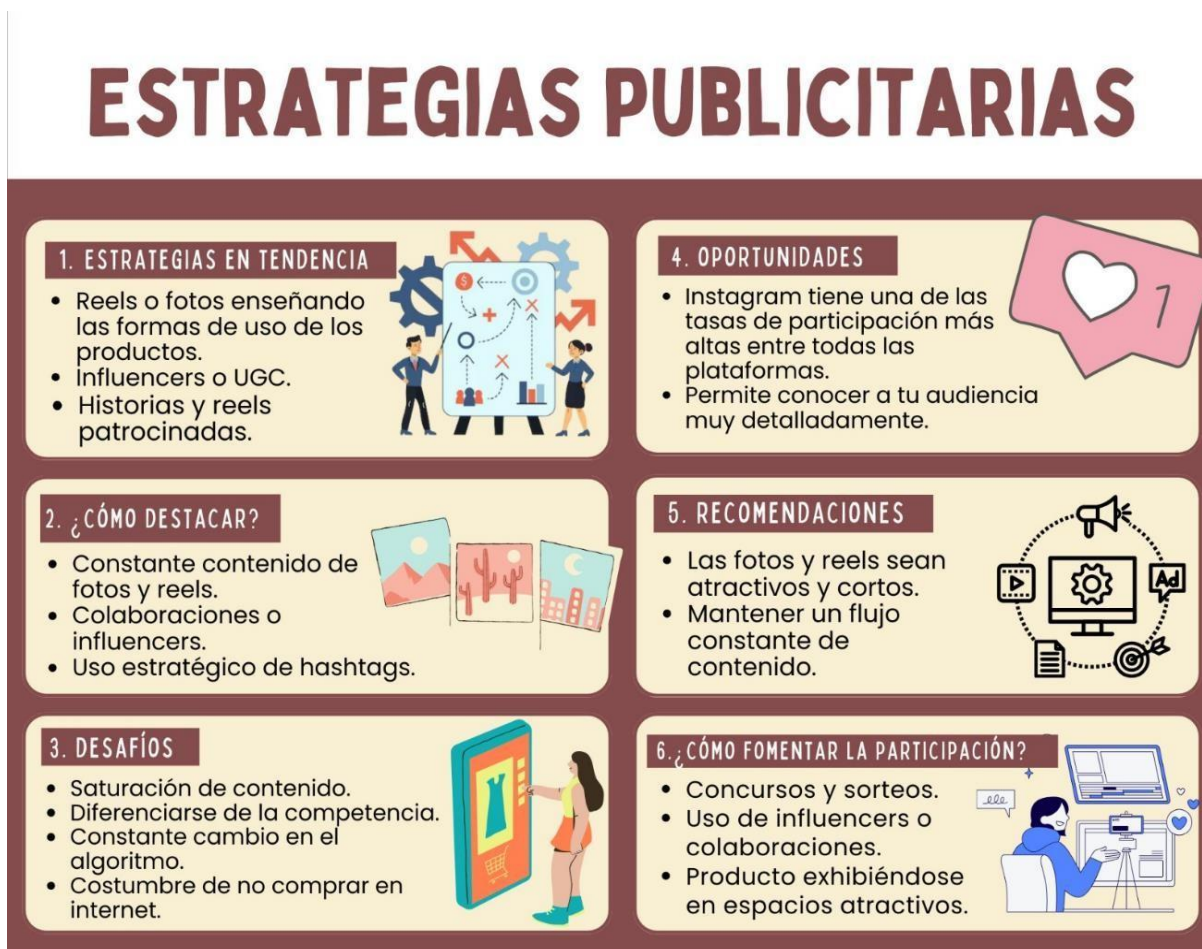 ESTRATEGIAS PUBLICITARIAS
1. ESTRATEGIAS EN TENDENCIA
• Reels o fotos enseñando
las formas de uso de los
productos.
• Influencers o UGC.
• Historias y reels
patrocinadas.
2. ¿CÓMO DESTACAR?
• Constante contenido de
fotos y reels.
• Colaboraciones o
influencers.
• Uso estratégico de hashtags.
3. DESAFÍOS
• Saturación de contenido.
• Diferenciarse de la competencia.
• Constante cambio en el
algoritmo.
• Costumbre de no comprar en
internet.
4. OPORTUNIDADES
• Instagram tiene una de las
tasas de participación más
altas entre todas las
plataformas.
• Permite conocer a tu audiencia
muy detalladamente.
1
5. RECOMENDACIONES
• Las fotos y reels sean
atractivos y cortos.
• Mantener un flujo
constante de
contenido.
Ad
6.¿CÓMO FOMENTAR LA PARTICIPACIÓN?
• Concursos y sorteos.
• Uso de influencers o
colaboraciones.
• Producto exhibiéndose
en espacios atractivos.